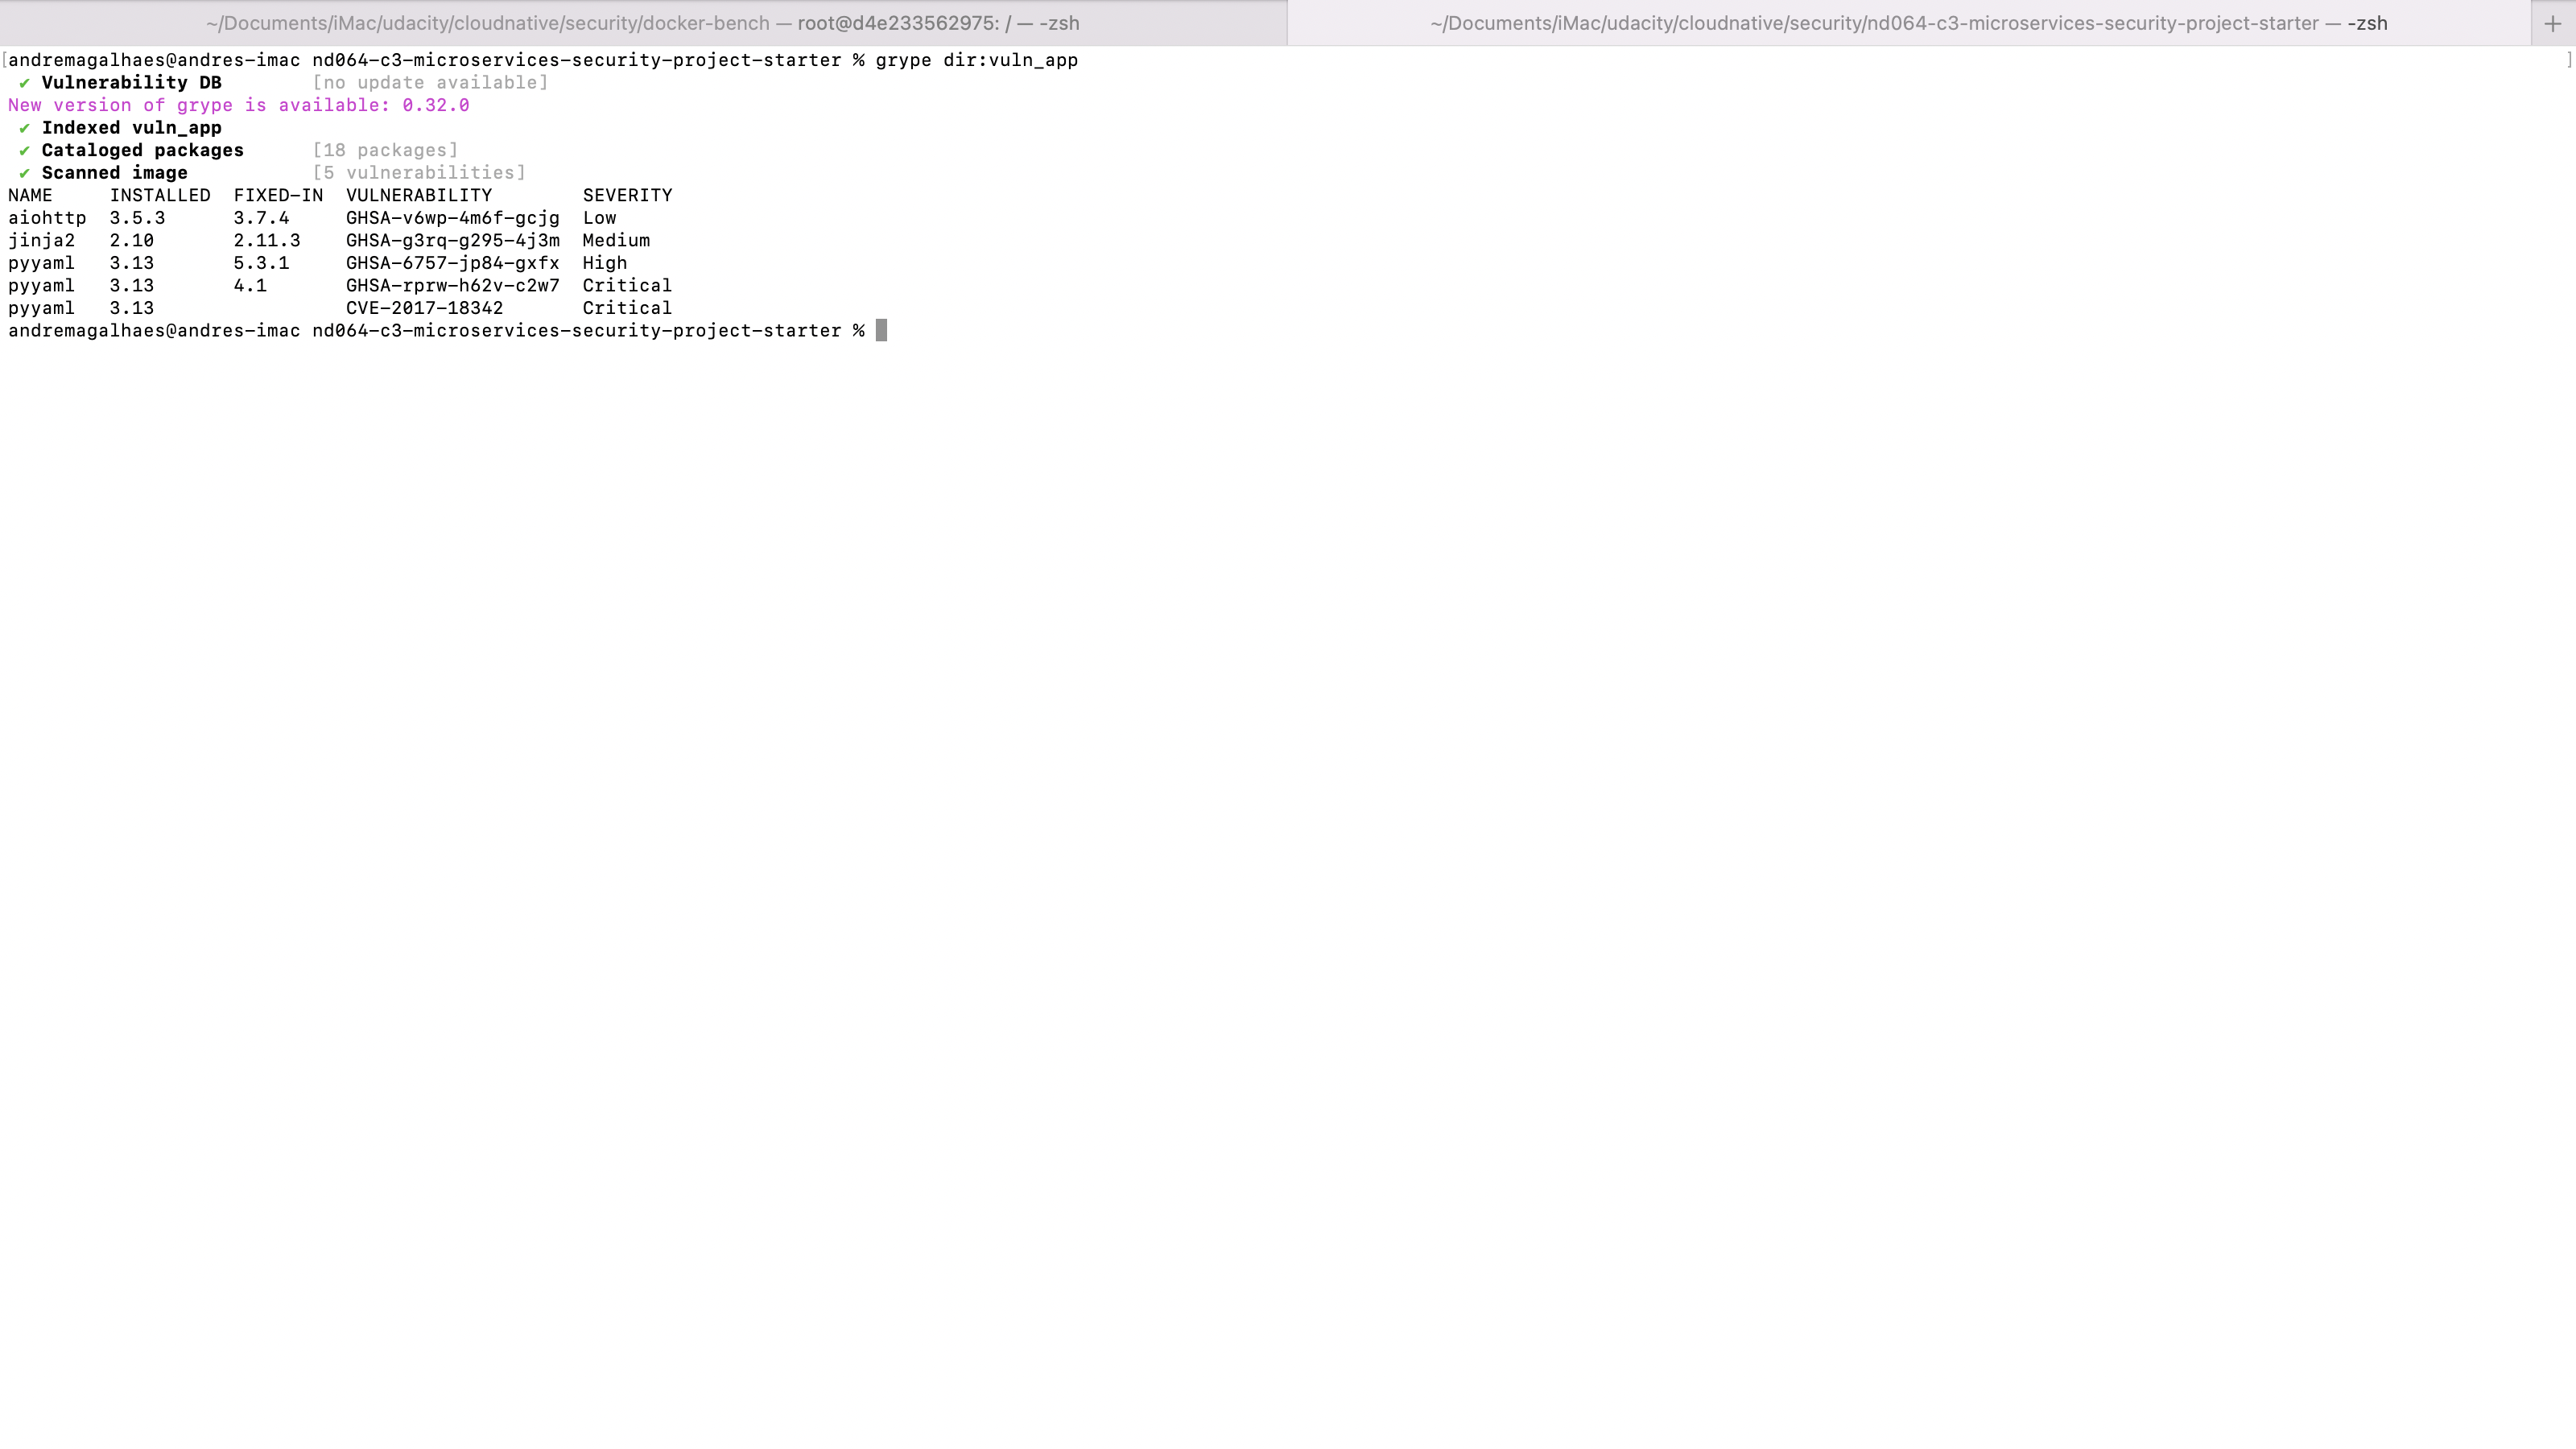 ~/Documents/iMac/udacity/cloudnative/security/docker-bench — root@d4e233562975: / — -zsh
~/Documents/iMac/udacity/cloudnative/security/nd064-c3-microservices-security-project-starter — -zsh
+
[andremagalhaes@andres-imac nd064-c3-microservices-security-project-starter % grype dir:vuln_app ]
✔ Vulnerability DB [no update available]
New version of grype is available: 0.32.0
✔ Indexed vuln_app
✔ Cataloged packages [18 packages]
✔ Scanned image [5 vulnerabilities]
NAME INSTALLED FIXED-IN VULNERABILITY SEVERITY
aiohttp 3.5.3 3.7.4 GHSA-v6wp-4m6f-gcjg Low
jinja2 2.10 2.11.3 GHSA-g3rq-g295-4j3m Medium
pyyaml 3.13 5.3.1 GHSA-6757-jp84-gxfx High
pyyaml 3.13 4.1 GHSA-rprw-h62v-c2w7 Critical
pyyaml 3.13 CVE-2017-18342 Critical
andremagalhaes@andres-imac nd064-c3-microservices-security-project-starter %